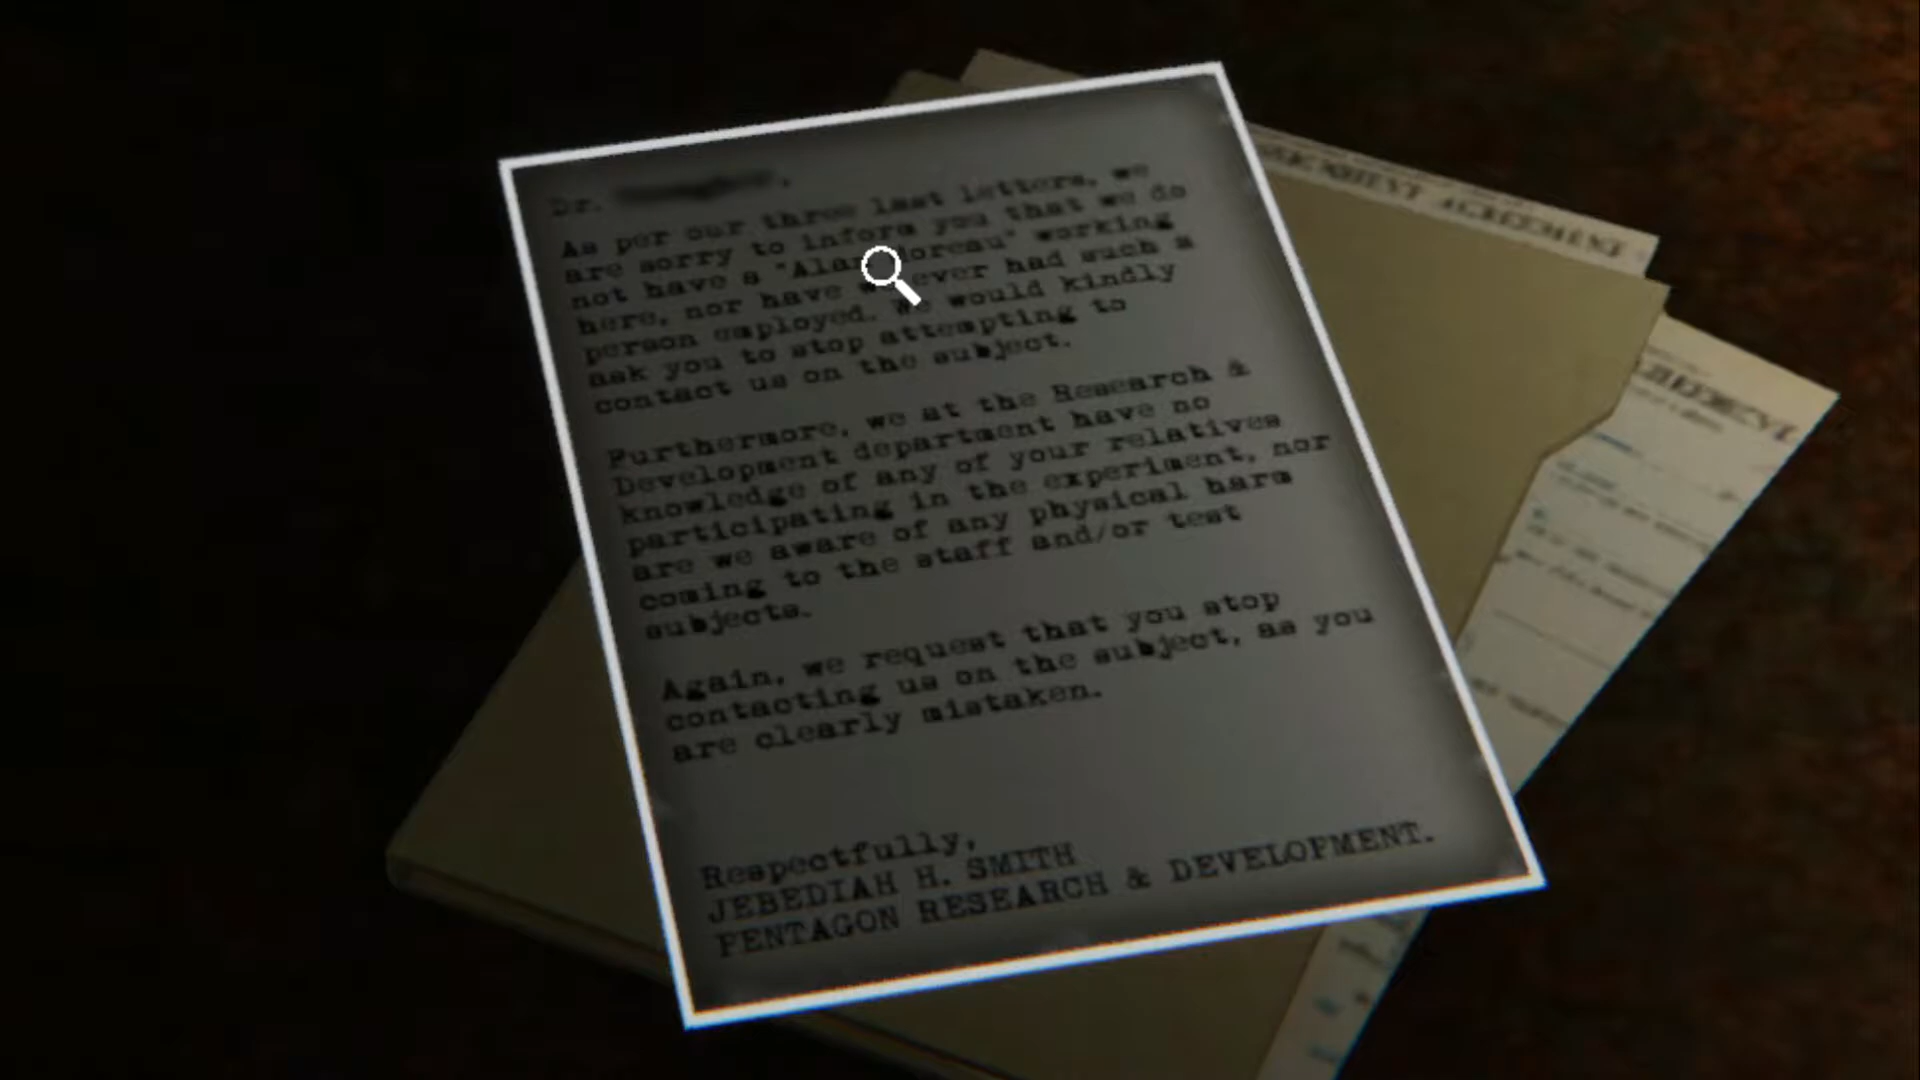 Dr.
As per our three last letters, we
are sorry to inform you that we do
not have a "Alan Moreau" working
here, nor have we ever had such a
person employed. We would kindly
ask you to stop attempting to
contact us on the subject.
Furthermore, we at the Research &
Development department have no
knowledge of any of your relatives
participating in the experiment, nor
are we aware of any physical harm
coming to the staff and/or test
subjects.
Again, we request that you stop
contacting us on the subject, as you
are clearly mistaken.
Respectfully,
JEBEDIAH H. SMITH
PENTAGON RESEARCH & DEVELOPMENT.
AGREEMENT